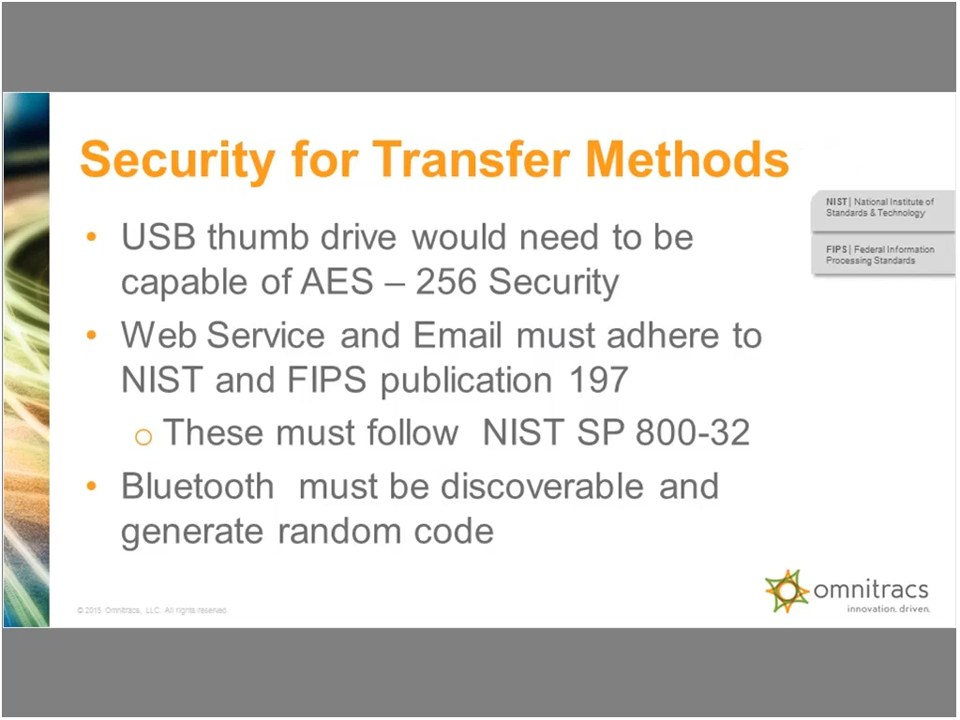 Security for Transfer Methods
NIST | National Institute of
Standards & Technology
FIPS | Federal Information
Processing Standards
• USB thumb drive would need to be
capable of AES – 256 Security
• Web Service and Email must adhere to
NIST and FIPS publication 197
o These must follow NIST SP 800-32
• Bluetooth must be discoverable and
generate random code
© 2015 Omnitracs, LLC. All rights reserved
omnitracs
innovation. driven.